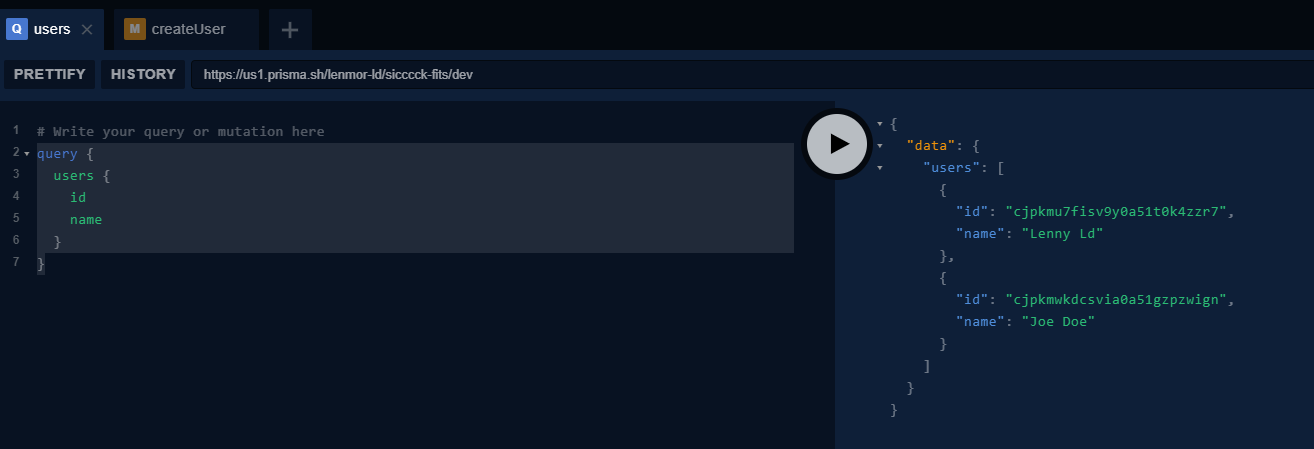 Q users ×
M createUser
+
PRETTIFY HISTORY https://us1.prisma.sh/lenmor-ld/sicccck-fits/dev
1 # Write your query or mutation here
2 query {
3 users {
4 id
5 name
6 }
7 }
{
"data": {
"users": [
{
"id": "cjpkmu7fisv9y0a51t0k4zzr7",
"name": "Lenny Ld"
},
{
"id": "cjpkmwkdcsvia0a51gzpzwign",
"name": "Joe Doe"
}
]
}
}